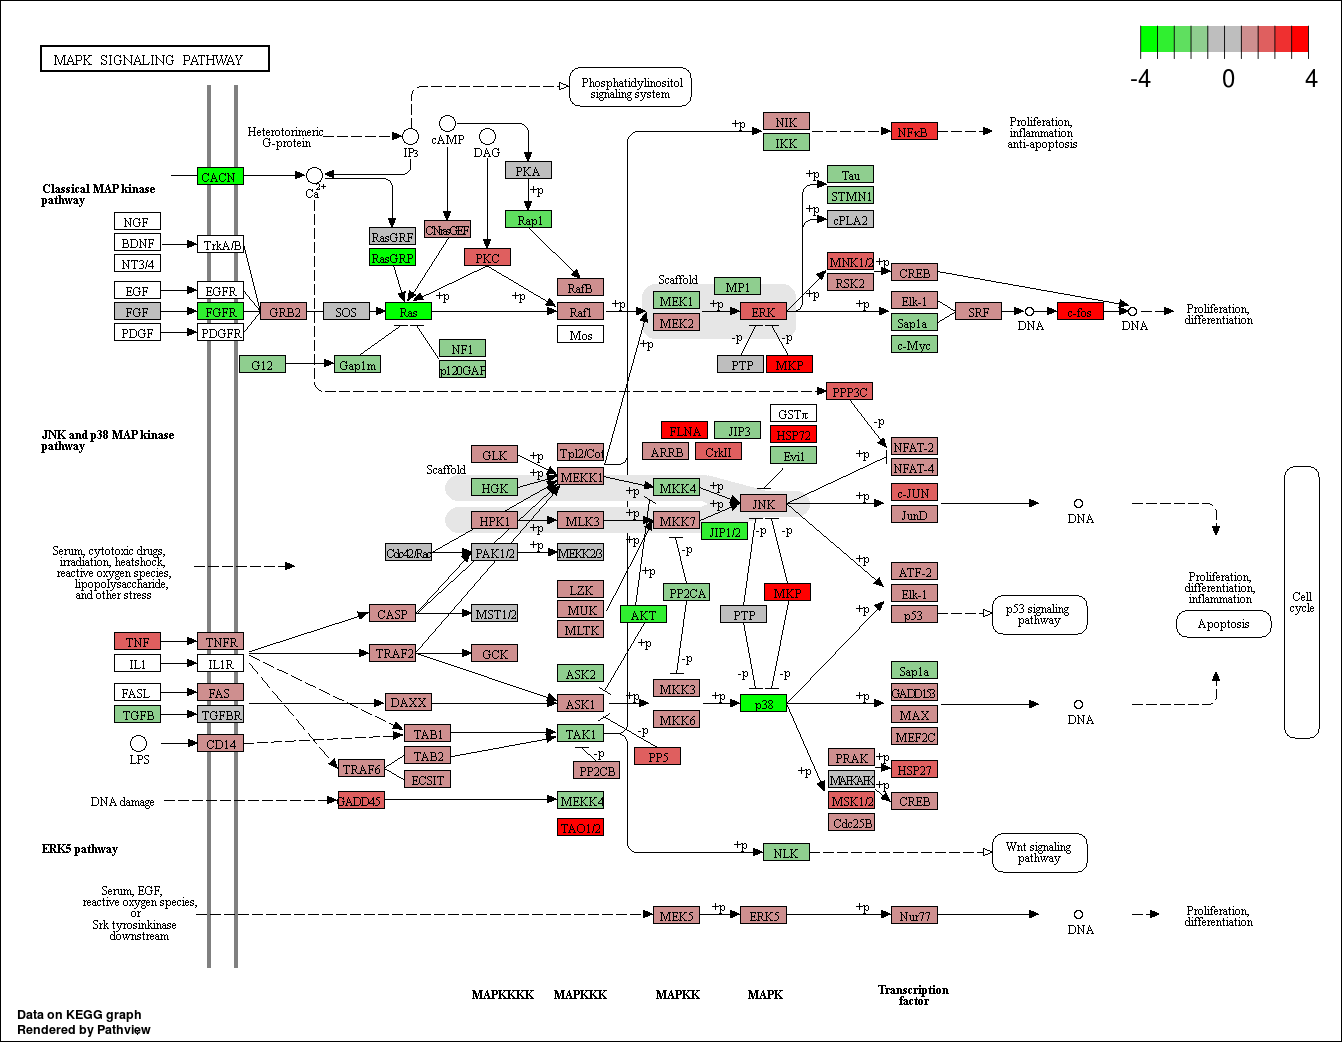 MAPK SIGNALING PATHWAY
-4 0 4
Phosphatidylinositol
signaling system
Heterotorimeric
G-protein
IP3
cAMP
DAG
+p
NIK
IKK
NFκB
Proliferation,
inflammation
anti-apoptosis
CACN
Ca2+
PKA
+p
Rap1
Classical MAP kinase
pathway
+p
Tau
STMN1
+p
cPLA2
NGF
BDNF
NT3/4
TrkA/B
RasGRF
RasGRP
CNrasGEF
PKC
+p
+p
RafB
Raf1
Mos
+p
EGF
EGFR
FGF
FGFR
PDGF
PDGFR
GRB2
SOS
Ras
G12
Gap1m
NF1
p120GAP
Scaffold
MEK1
MEK2
MP1
+p
ERK
+p
-p
-p
PTP
MKP
MNK1/2
RSK2
+p
+p
CREB
+p
Elk-1
Sap1a
c-Myc
SRF
DNA
c-fos
DNA
Proliferation,
differentiation
PPP3C
-p
JNK and p38 MAP kinase
pathway
GSTπ
FLNA
JIP3
HSP72
ARRB
CrkII
Evi1
NFAT-2
NFAT-4
+p
GLK
+p
Tpl2/Cot
Scaffold
HGK
+p
MEKK1
+p
MKK4
+p
JNK
+p
c-JUN
JunD
DNA
HPK1
+p
MLK3
+p
MKK7
+p
JIP1/2
Cdc42/Rac
PAK1/2
+p
MEKK2/3
+p
-p
-p
-p
+p
Serum, cytotoxic drugs,
irradiation, heatshock,
reactive oxygen species,
lipopolysaccharide,
and other stress
LZK
MUK
MLTK
+p
PP2CA
AKT
MKP
PTP
ATF-2
Elk-1
p53
+p
p53 signaling
pathway
Proliferation,
differentiation,
inflammation
Apoptosis
Cell
cycle
CASP
MST1/2
TNF
TNFR
IL1
IL1R
TRAF2
GCK
+p
-p
-p
-p
ASK2
FASL
FAS
TGFB
TGFBR
DAXX
ASK1
+p
MKK3
MKK6
+p
p38
+p
Sap1a
GADD153
MAX
MEF2C
DNA
LPS
CD14
TAB1
TAB2
ECSIT
TRAF6
TAK1
-p
-p
PP5
PP2CB
+p
PRAK
+p
MAPKAPK
+p
MSK1/2
Cdc25B
HSP27
CREB
DNA damage
GADD45
MEKK4
TAO1/2
ERK5 pathway
+p
NLK
Wnt signaling
pathway
Serum, EGF,
reactive oxygen species,
or
Srk tyrosinkinase
downstream
MEK5
+p
ERK5
+p
Nur77
DNA
Proliferation,
differentiation
MAPKKKK
MAPKKK
MAPKK
MAPK
Transcription
factor
Data on KEGG graph
Rendered by Pathview